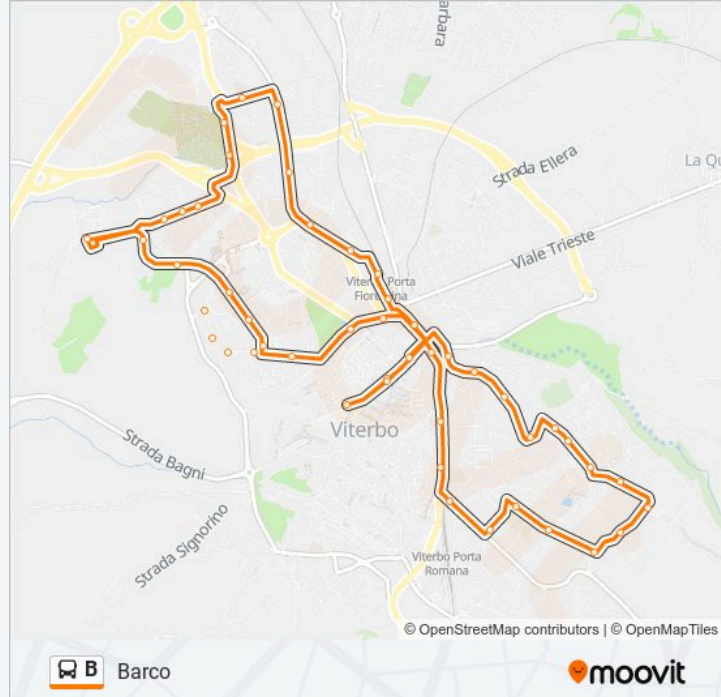 arbara
Strada Ellera
La Qu
Viale Trieste
Viterbo Porta
Fiorentina
Viterbo
Strada Bagni
Strada Signorino
Viterbo Porta
Romana
© OpenStreetMap contributors | © OpenMapTiles
B Barco
moovit